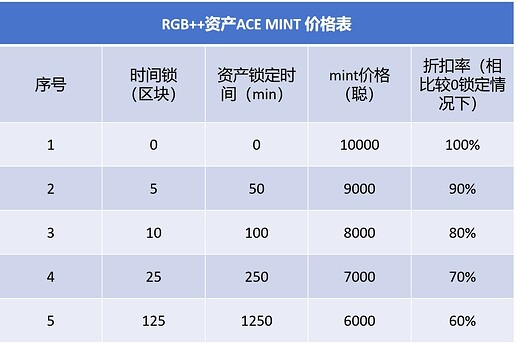 RGB++资产ACE MINT 价格表
序号 时间锁（区块） 资产锁定时间（min） mint价格（聪） 折扣率（相比较0锁定情况下）
1 0 0 10000 100%
2 5 50 9000 90%
3 10 100 8000 80%
4 25 250 7000 70%
5 125 1250 6000 60%